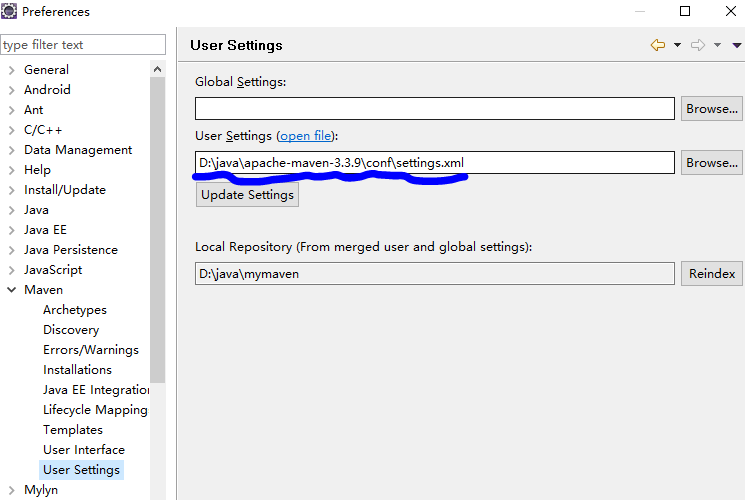 Preferences
type filter text
General
Android
Ant
C/C++
Data Management
Help
Install/Update
Java
Java EE
Java Persistence
JavaScript
Maven
Archetypes
Discovery
Errors/Warnings
Installations
Java EE Integration
Lifecycle Mapping
Templates
User Interface
User Settings
Mylyn
User Settings
Global Settings:
Browse...
User Settings (open file):
D:\java\apache-maven-3.3.9\conf\settings.xml
Browse...
Update Settings
Local Repository (From merged user and global settings):
D:\java\mymaven
Reindex